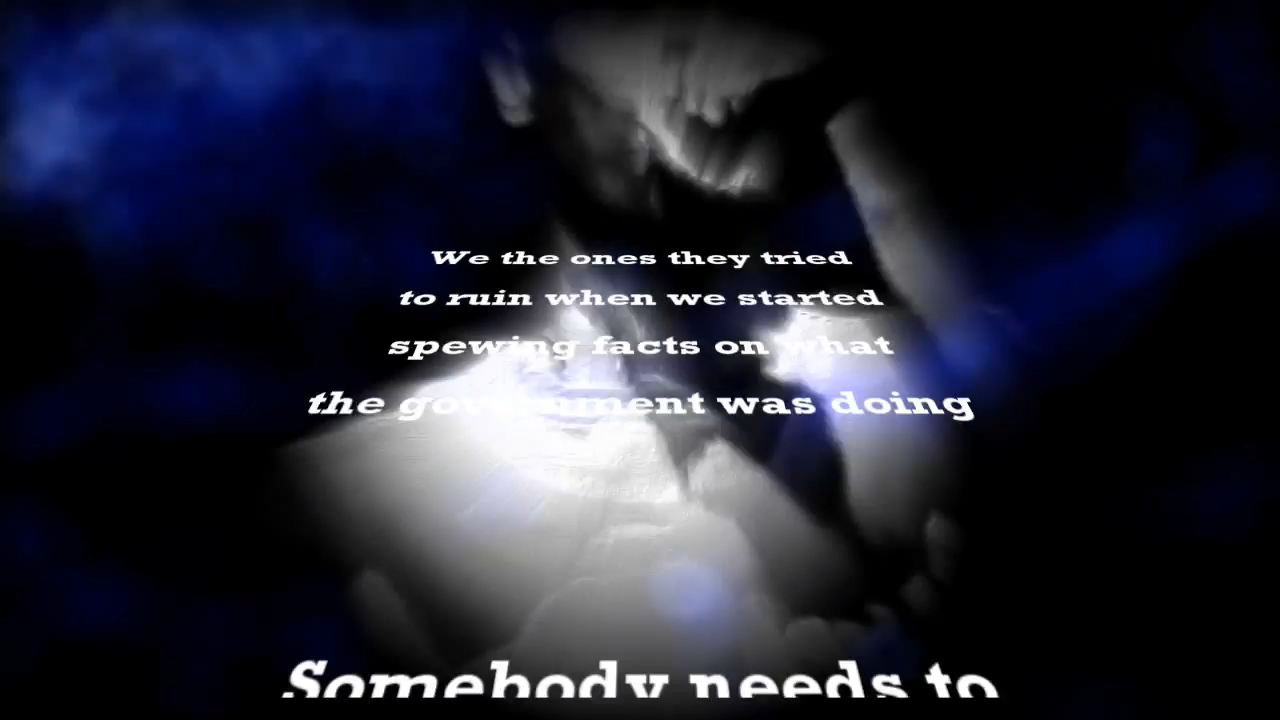 We the ones they tried
to ruin when we started
spewing facts on what
the government was doing
Somebody needs to